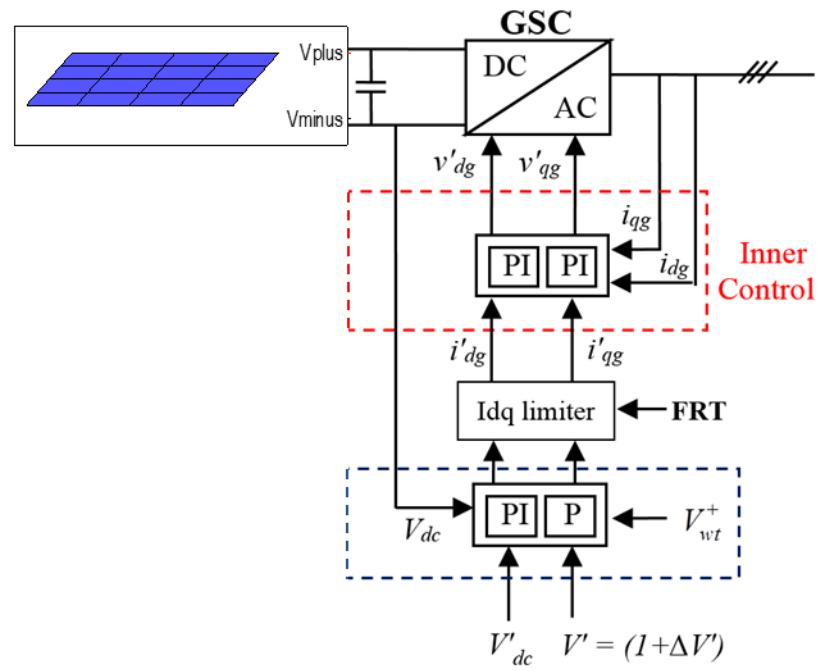 GSC
Vplus
DC
AC
Vminus
v'dg
v'qg
iqg
PI
PI
idg
Inner
Control
i'dg
i'qg
Idq limiter
FRT
PI
P
Vdc
V+wt
V'dc
V' = (1+ΔV')